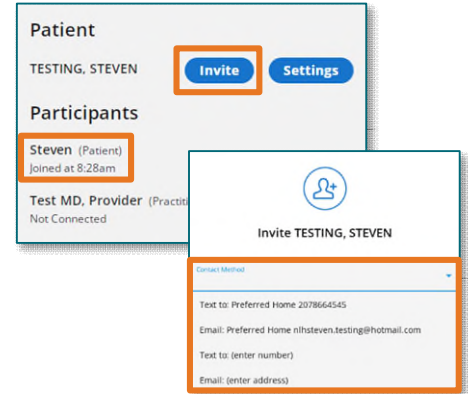 Patient
TESTING, STEVEN
Invite
Settings
Participants
Steven (Patient)
Joined at 8:28am
Test MD, Provider
Not Connected
Invite TESTING, STEVEN
Contact Method
Text to: Preferred Home 2078664545
Email: Preferred Home nlhsteven.testing@hotmail.com
Text to: (enter number)
Email: (enter address)